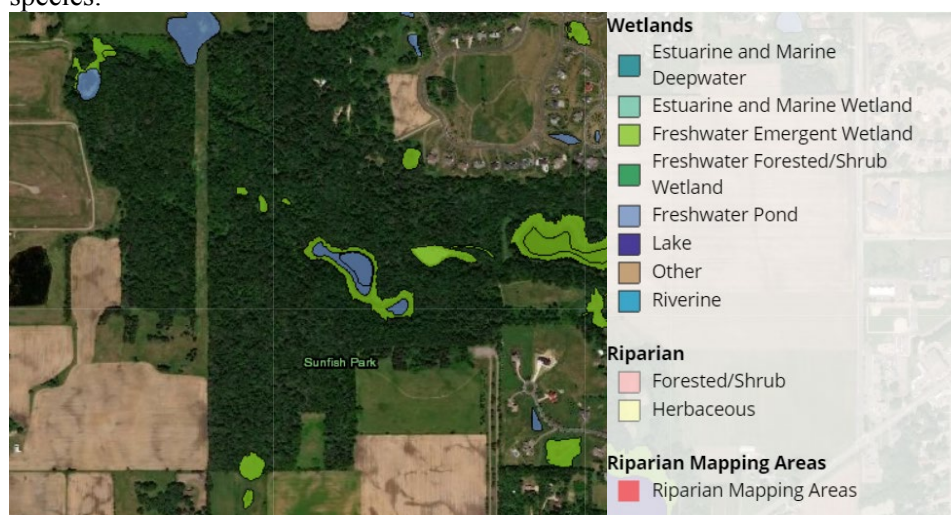 species.
Wetlands
Estuarine and Marine
Deepwater
Estuarine and Marine Wetland
Freshwater Emergent Wetland
Freshwater Forested/Shrub
Wetland
Freshwater Pond
Lake
Other
Riverine
Sunfish Park
Riparian
Forested/Shrub
Herbaceous
Riparian Mapping Areas
Riparian Mapping Areas